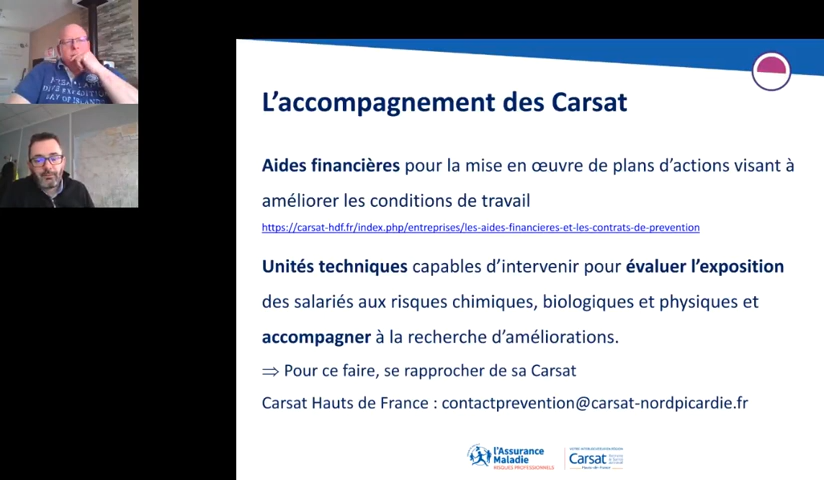 L'accompagnement des Carsat
Aides financières pour la mise en œuvre de plans d'actions visant à
améliorer les conditions de travail
https://carsat-hdf.fr/index.php/entreprises/les-aides-financieres-et-les-contrats-de-prevention
Unités techniques capables d'intervenir pour évaluer l'exposition
des salariés aux risques chimiques, biologiques et physiques et
accompagner à la recherche d'améliorations.
⇒ Pour ce faire, se rapprocher de sa Carsat
Carsat Hauts de France : contactprevention@carsat-nordpicardie.fr
l'Assurance
Maladie
RISQUES PROFESSIONNELS
Carsat